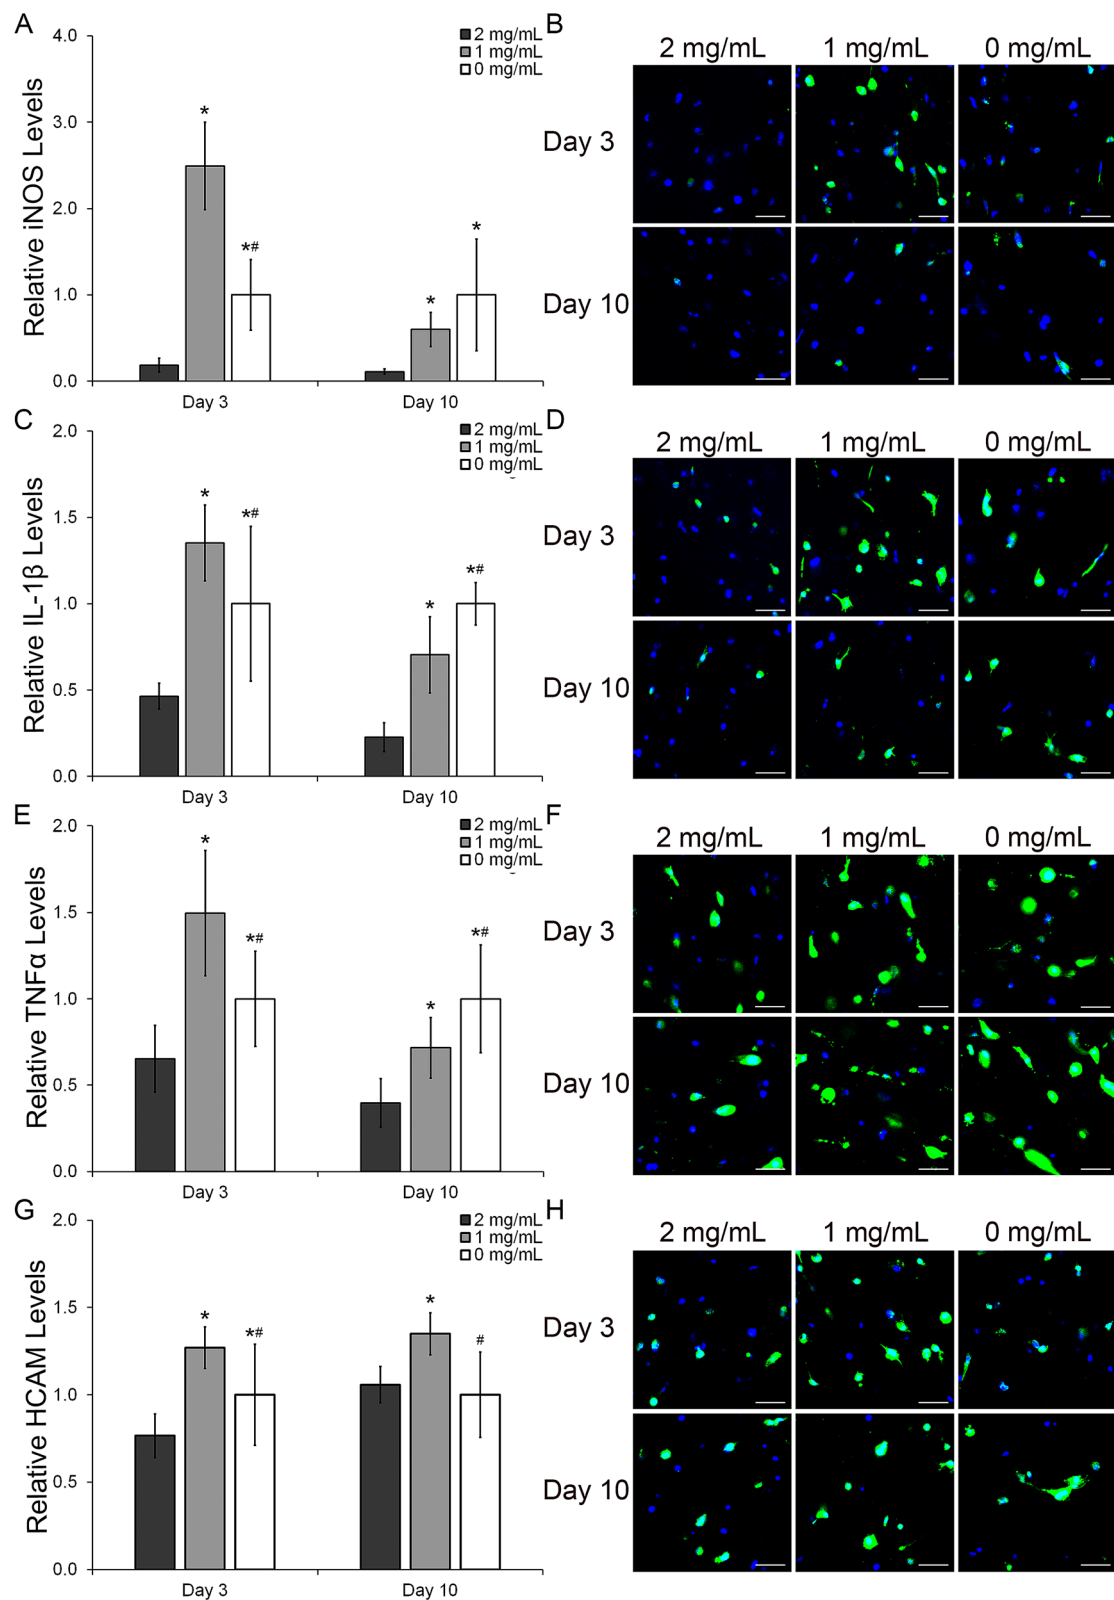 A
Relative iNOS Levels
4.0
3.0
2.0
1.0
0.0
2 mg/mL
1 mg/mL
0 mg/mL
*
*#
*
*
Day 3
Day 10
B
2 mg/mL
1 mg/mL
0 mg/mL
Day 3
Day 10
C
Relative IL-1β Levels
2.0
1.5
1.0
0.5
0.0
2 mg/mL
1 mg/mL
0 mg/mL
*
*#
*
*#
Day 3
Day 10
D
2 mg/mL
1 mg/mL
0 mg/mL
Day 3
Day 10
E
Relative TNFα Levels
2.0
1.5
1.0
0.5
0.0
2 mg/mL
1 mg/mL
0 mg/mL
*
*#
*
*#
Day 3
Day 10
F
2 mg/mL
1 mg/mL
0 mg/mL
Day 3
Day 10
G
Relative HCAM Levels
2.0
1.5
1.0
0.5
0.0
2 mg/mL
1 mg/mL
0 mg/mL
*
*#
*
#
Day 3
Day 10
H
2 mg/mL
1 mg/mL
0 mg/mL
Day 3
Day 10